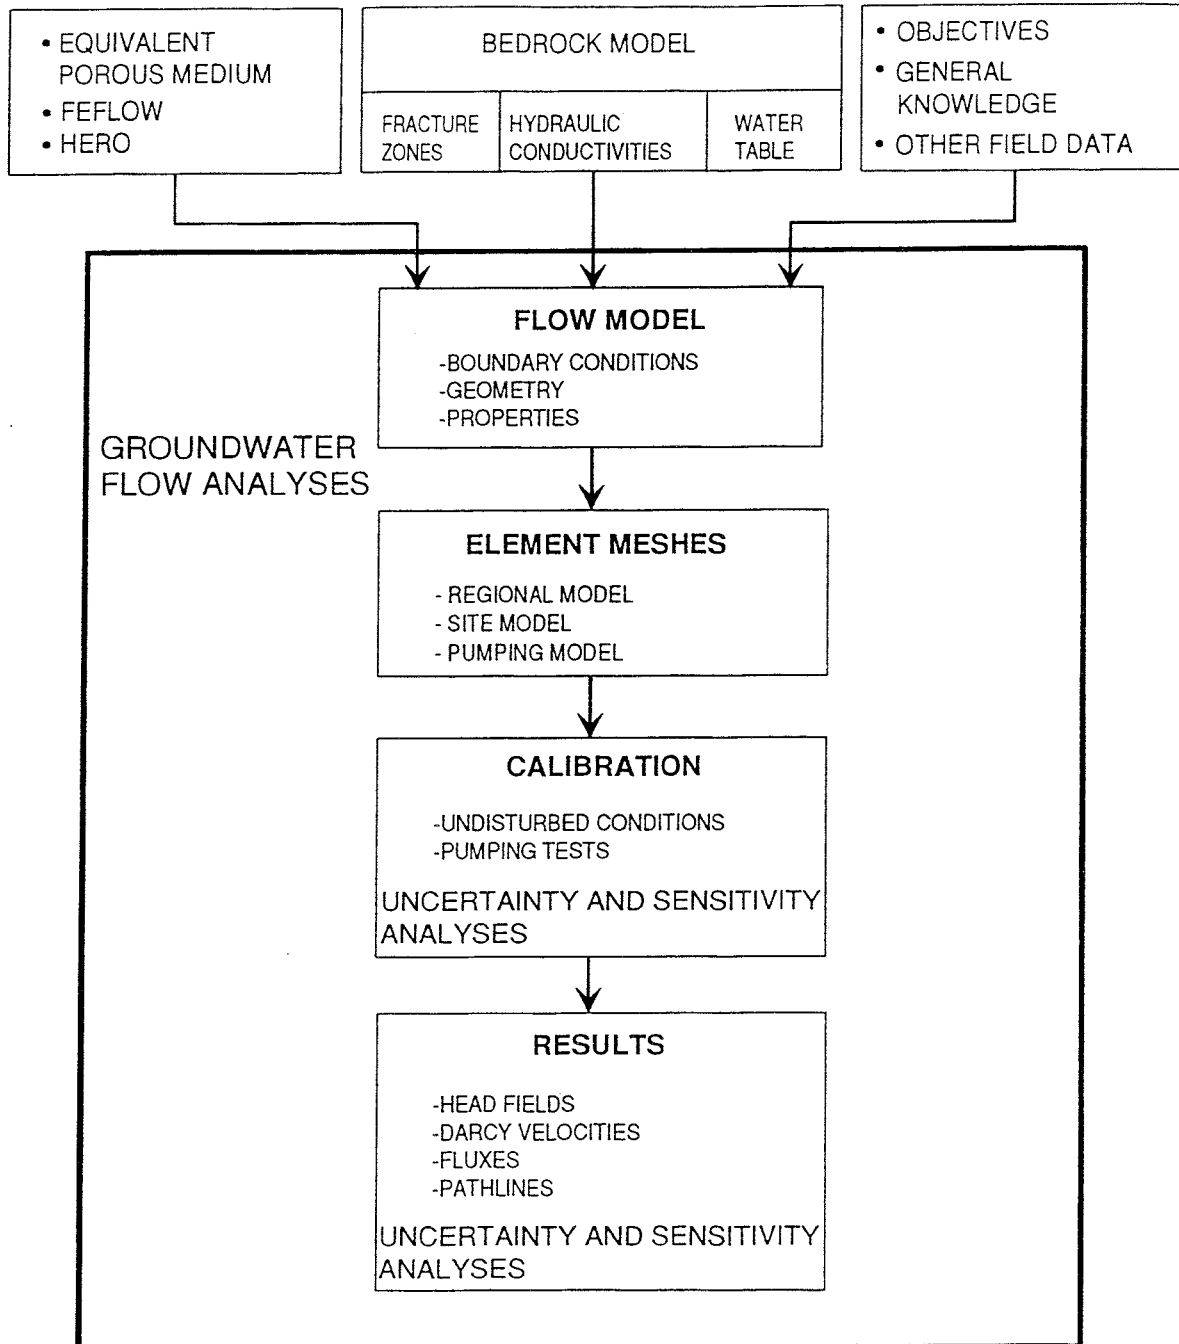 • EQUIVALENT
POROUS MEDIUM
• FEFLOW
• HERO
BEDROCK MODEL
FRACTURE
ZONES
HYDRAULIC
CONDUCTIVITIES
WATER
TABLE
• OBJECTIVES
• GENERAL
KNOWLEDGE
• OTHER FIELD DATA
GROUNDWATER
FLOW ANALYSES
FLOW MODEL
-BOUNDARY CONDITIONS
-GEOMETRY
-PROPERTIES
ELEMENT MESHES
- REGIONAL MODEL
- SITE MODEL
- PUMPING MODEL
CALIBRATION
-UNDISTURBED CONDITIONS
-PUMPING TESTS
UNCERTAINTY AND SENSITIVITY
ANALYSES
RESULTS
-HEAD FIELDS
-DARCY VELOCITIES
-FLUXES
-PATHLINES
UNCERTAINTY AND SENSITIVITY
ANALYSES